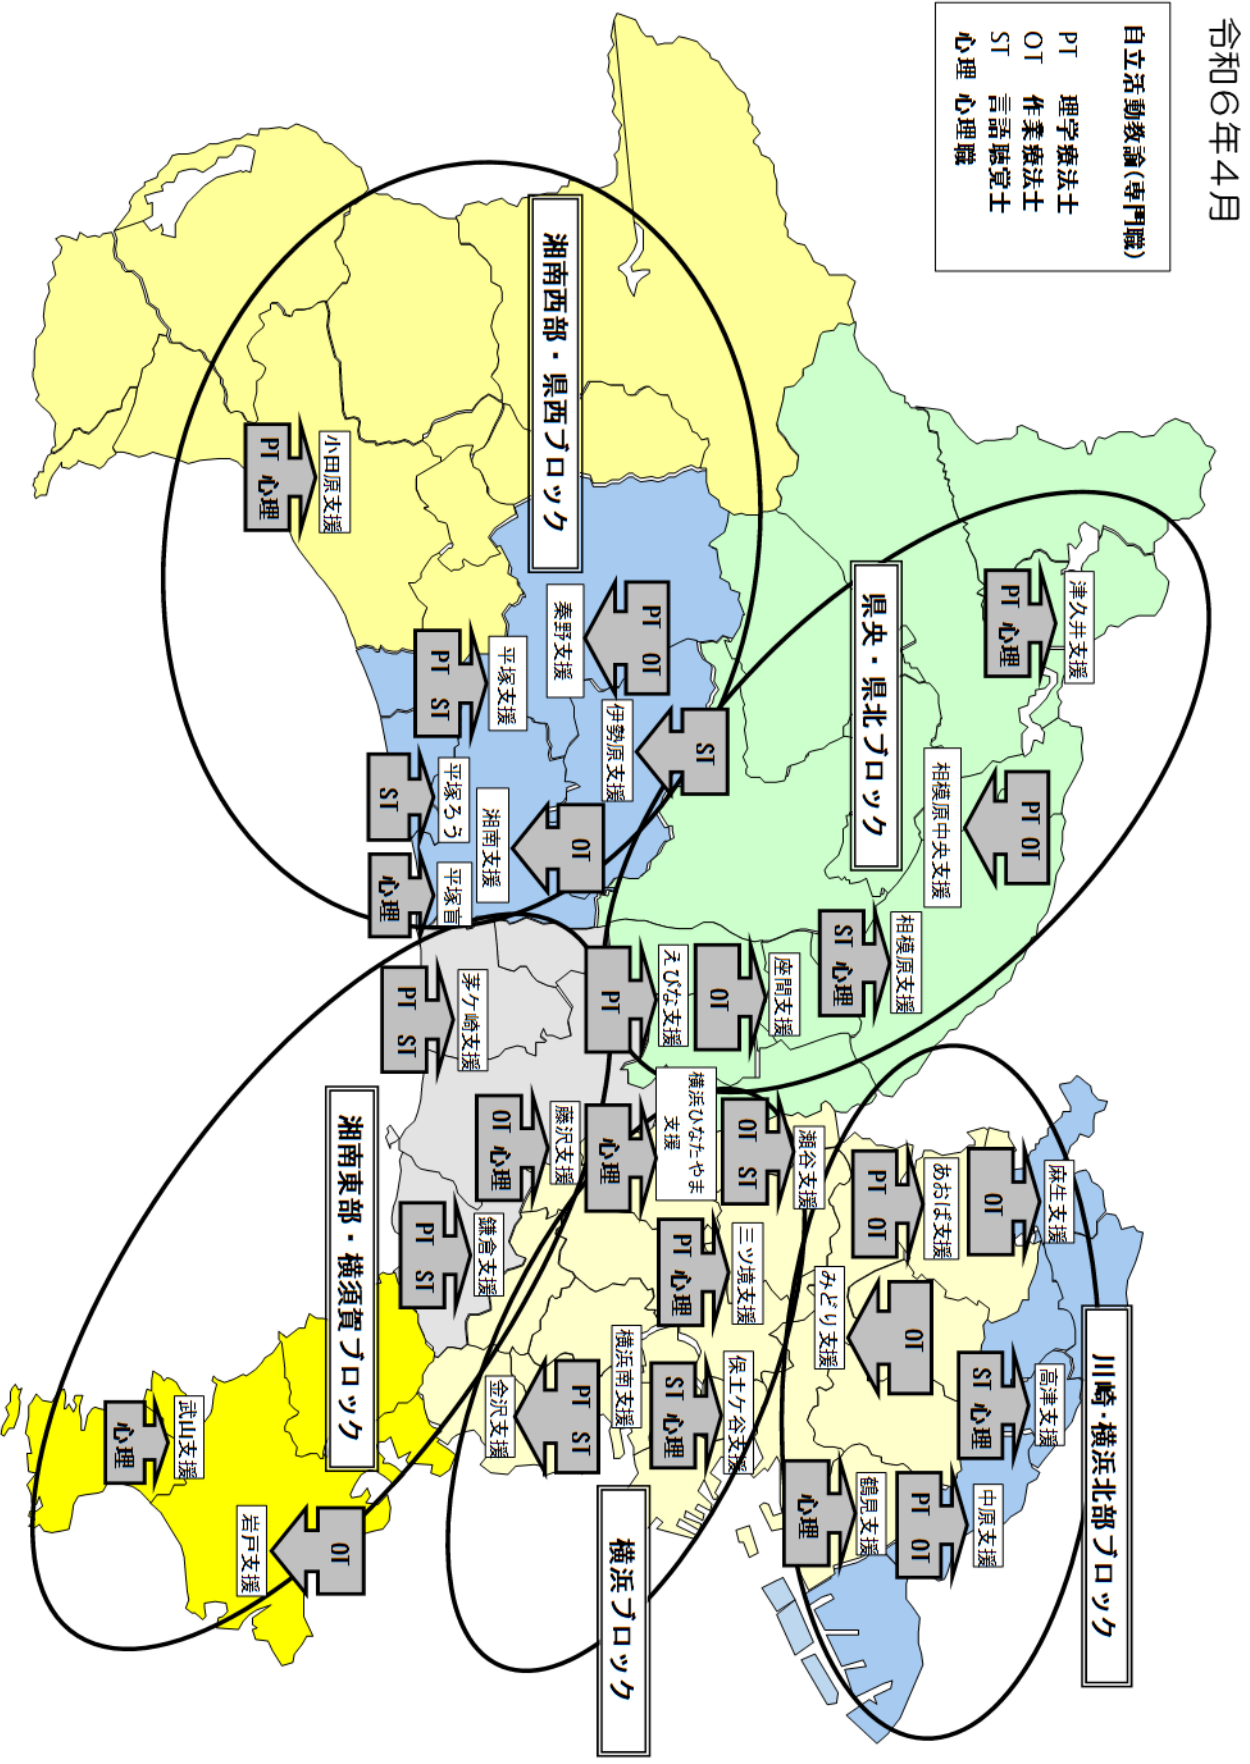 令和6年4月
自立活動教諭(専門職)
PT 理学療法士
OT 作業療法士
ST 言語聴覚士
心理 心理職
川崎・横浜北部ブロック
麻生支援
OT
高津支援
ST 心理
中原支援
PT OT
あおば支援
PT OT
みどり支援
OT
鶴見支援
心理
県央・県北ブロック
津久井支援
PT 心理
相模原中央支援
PT OT
相模原支援
ST 心理
座間支援
OT
えびな支援
PT
横浜ブロック
瀬谷支援
OT ST
三ツ境支援
PT 心理
保土ケ谷支援
ST 心理
横浜ひなたやま
支援
心理
横浜南支援
金沢支援
PT ST
湘南西部・県西ブロック
小田原支援
PT 心理
秦野支援
PT OT
伊勢原支援
ST
平塚支援
PT ST
平塚ろう
ST
湘南支援
OT
平塚盲
心理
湘南東部・横須賀ブロック
茅ケ崎支援
PT ST
藤沢支援
OT 心理
鎌倉支援
PT ST
武山支援
心理
岩戸支援
OT